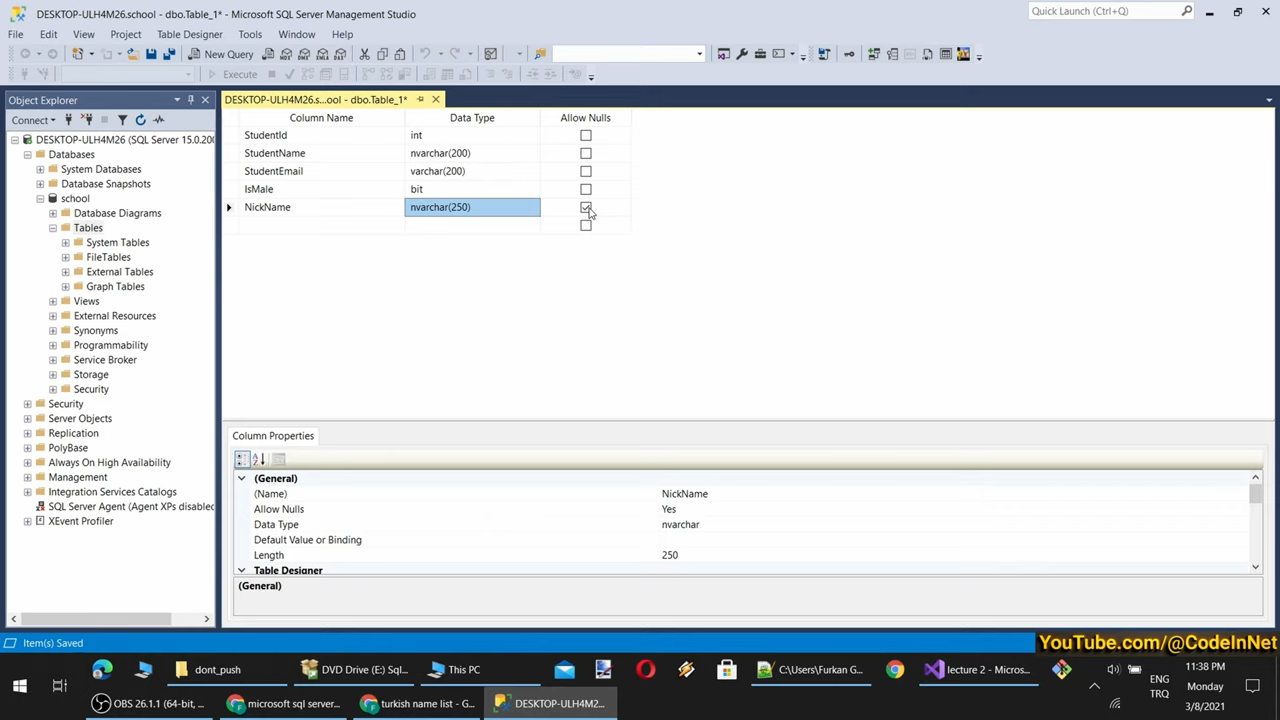 DESKTOP-ULH4M26.school - dbo.Table_1* - Microsoft SQL Server Management Studio
Quick Launch (Ctrl+Q)
File Edit View Project Table Designer Tools Window Help
New Query
Execute
Object Explorer
DESKTOP-ULH4M26.s...ool - dbo.Table_1*
Connect
DESKTOP-ULH4M26 (SQL Server 15.0.200
Databases
System Databases
Database Snapshots
school
Database Diagrams
Tables
System Tables
FileTables
External Tables
Graph Tables
Views
External Resources
Synonyms
Programmability
Service Broker
Storage
Security
Security
Server Objects
Replication
PolyBase
Always On High Availability
Management
Integration Services Catalogs
SQL Server Agent (Agent XPs disabled
XEvent Profiler
Column Name Data Type Allow Nulls
StudentId int
StudentName nvarchar(200)
StudentEmail varchar(200)
IsMale bit
NickName nvarchar(250)
Column Properties
(General)
(Name) NickName
Allow Nulls Yes
Data Type nvarchar
Default Value or Binding
Length 250
Table Designer
(General)
Item(s) Saved
YouTube.com/@CodeInNet
dont_push DVD Drive (E:) Sql... This PC C:\Users\Furkan G... lecture 2 - Micros...
OBS 26.1.1 (64-bit, ... microsoft sql server... turkish name list - G... DESKTOP-ULH4M2...
ENG
TRQ
11:38 PM
Monday
3/8/2021